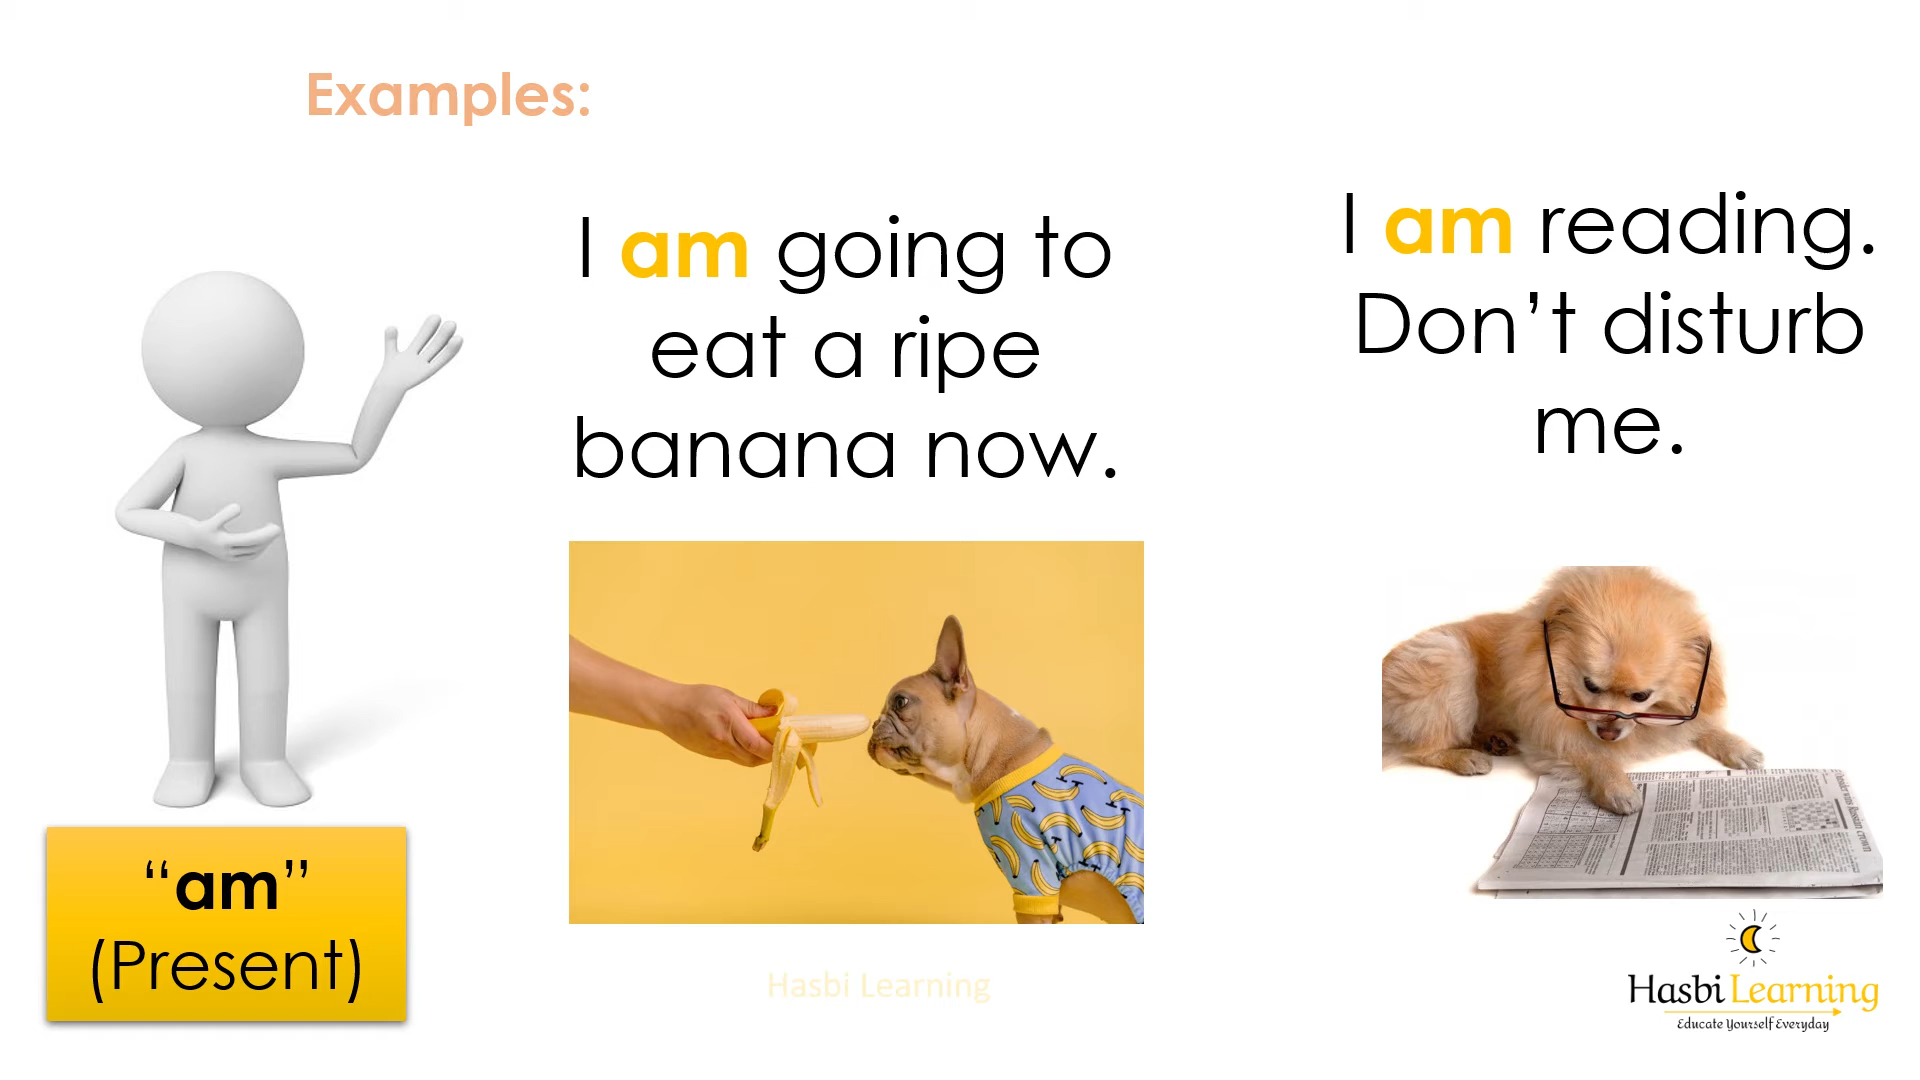 Examples:
I am going to
eat a ripe
banana now.
I am reading.
Don’t disturb
me.
“am”
(Present)
Hasbi Learning
Hasbi Learning
Educate Yourself Everyday